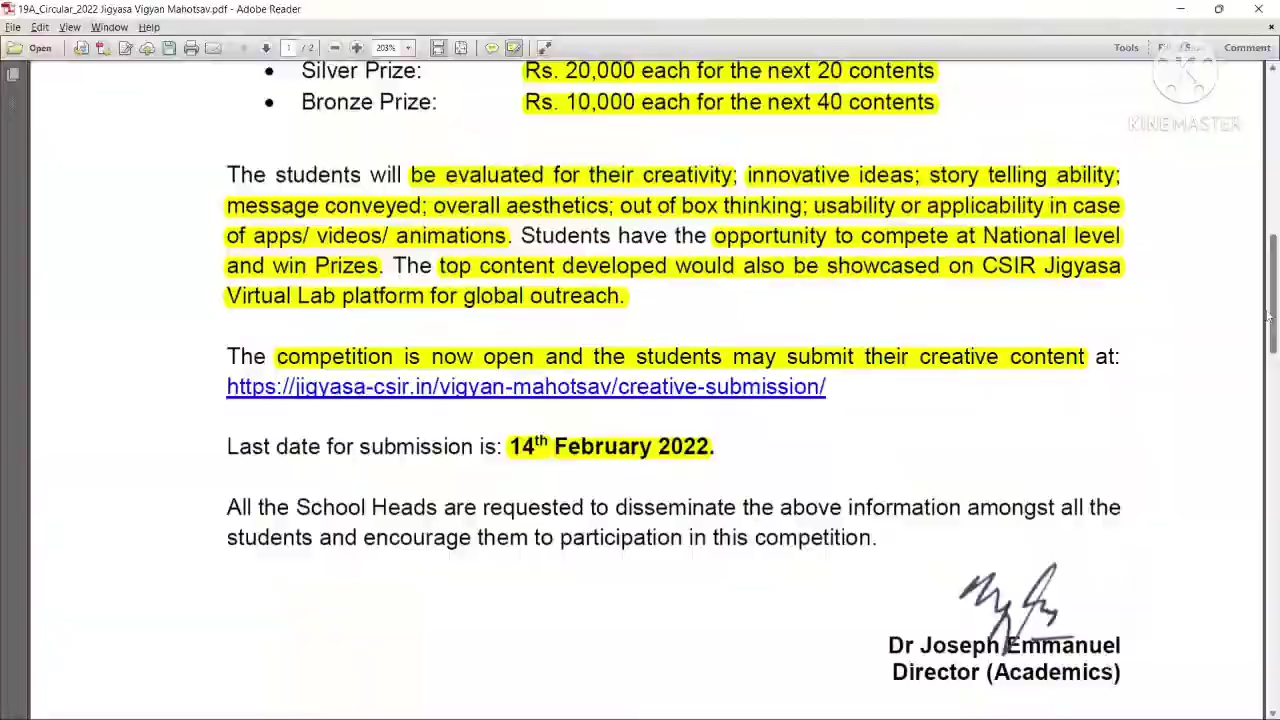 19A_Circular_2022 Jigyasa Vigyan Mahotsav.pdf - Adobe Reader
File Edit View Window Help
Open 1 / 2 203% Tools Comment
KINEMASTER
• Silver Prize: Rs. 20,000 each for the next 20 contents
• Bronze Prize: Rs. 10,000 each for the next 40 contents
The students will be evaluated for their creativity; innovative ideas; story telling ability;
message conveyed; overall aesthetics; out of box thinking; usability or applicability in case
of apps/ videos/ animations. Students have the opportunity to compete at National level
and win Prizes. The top content developed would also be showcased on CSIR Jigyasa
Virtual Lab platform for global outreach.
The competition is now open and the students may submit their creative content at:
https://jigyasa-csir.in/vigyan-mahotsav/creative-submission/
Last date for submission is: 14th February 2022.
All the School Heads are requested to disseminate the above information amongst all the
students and encourage them to participation in this competition.
Dr Joseph Emmanuel
Director (Academics)